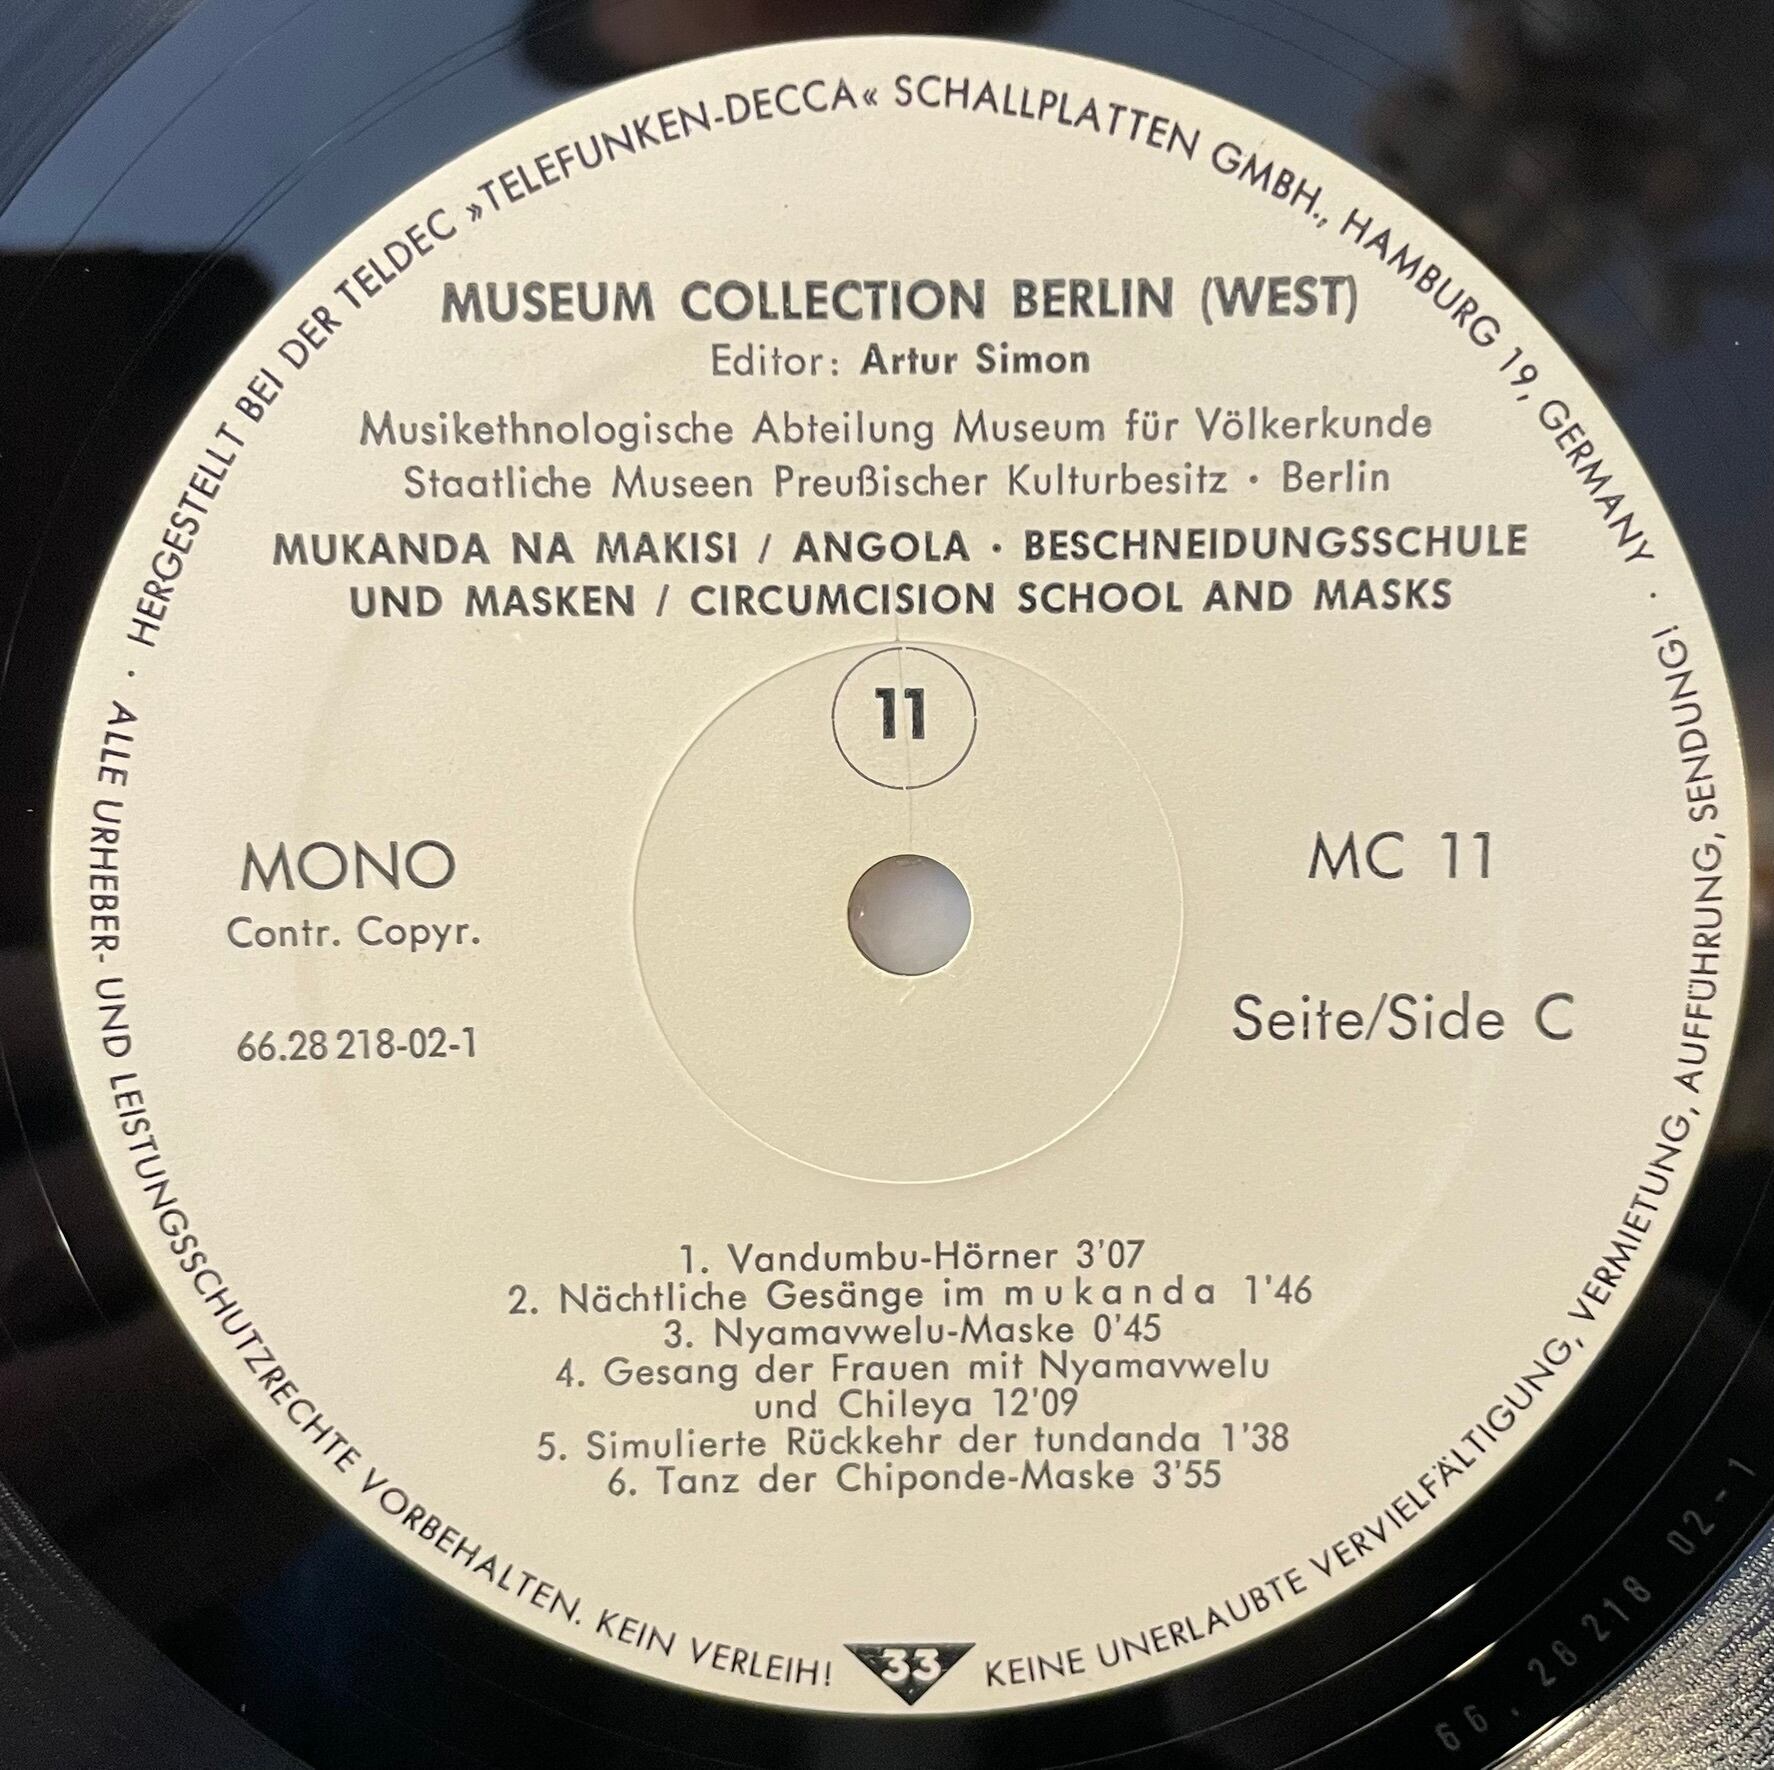 HERGESTELLT BEI DER TELDEC »TELEFUNKEN-DECCA« SCHALLPLATTEN GMBH., HAMBURG 19, GERMANY ·
MUSEUM COLLECTION BERLIN (WEST)
Editor: Artur Simon
Musikethnologische Abteilung Museum für Völkerkunde
Staatliche Museen Preußischer Kulturbesitz · Berlin
MUKANDA NA MAKISI / ANGOLA · BESCHNEIDUNGSSCHULE
UND MASKEN / CIRCUMCISION SCHOOL AND MASKS
11
MONO
Contr. Copyr.
66.28 218-02-1
MC 11
Seite/Side C
1. Vandumbu-Hörner 3'07
2. Nächtliche Gesänge im mukanda 1'46
3. Nyamavwelu-Maske 0'45
4. Gesang der Frauen mit Nyamavwelu
und Chileya 12'09
5. Simulierte Rückkehr der tundanda 1'38
6. Tanz der Chiponde-Maske 3'55
· ALLE URHEBER- UND LEISTUNGSSCHUTZRECHTE VORBEHALTEN. KEIN VERLEIH!
33
KEINE UNERLAUBTE VERVIELFÄLTIGUNG, VERMIETUNG, AUFFÜHRUNG, SENDUNG!
66.28 218 02-1